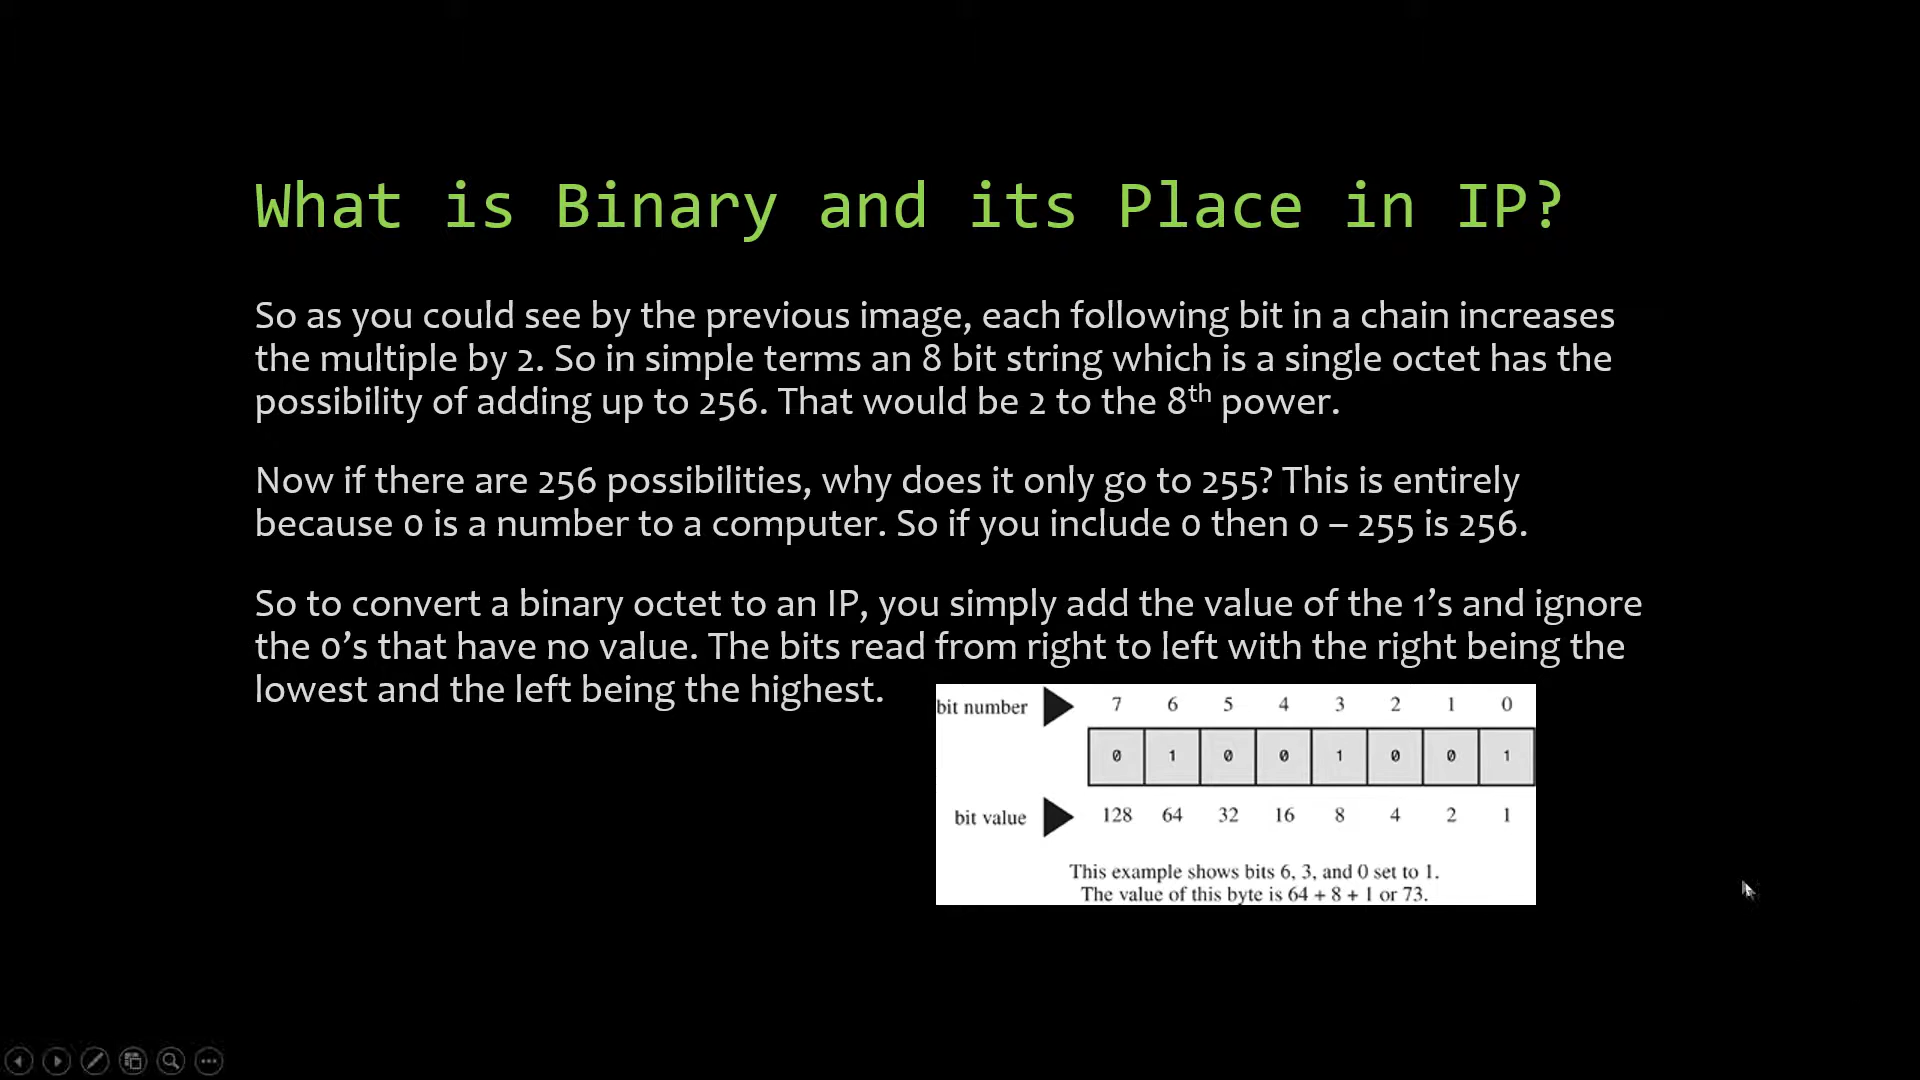 What is Binary and its Place in IP?
So as you could see by the previous image, each following bit in a chain increases
the multiple by 2. So in simple terms an 8 bit string which is a single octet has the
possibility of adding up to 256. That would be 2 to the 8th power.
Now if there are 256 possibilities, why does it only go to 255? This is entirely
because 0 is a number to a computer. So if you include 0 then 0 – 255 is 256.
So to convert a binary octet to an IP, you simply add the value of the 1’s and ignore
the 0’s that have no value. The bits read from right to left with the right being the
lowest and the left being the highest.
bit number 7 6 5 4 3 2 1 0
0 1 0 0 1 0 0 1
bit value 128 64 32 16 8 4 2 1
This example shows bits 6, 3, and 0 set to 1.
The value of this byte is 64 + 8 + 1 or 73.